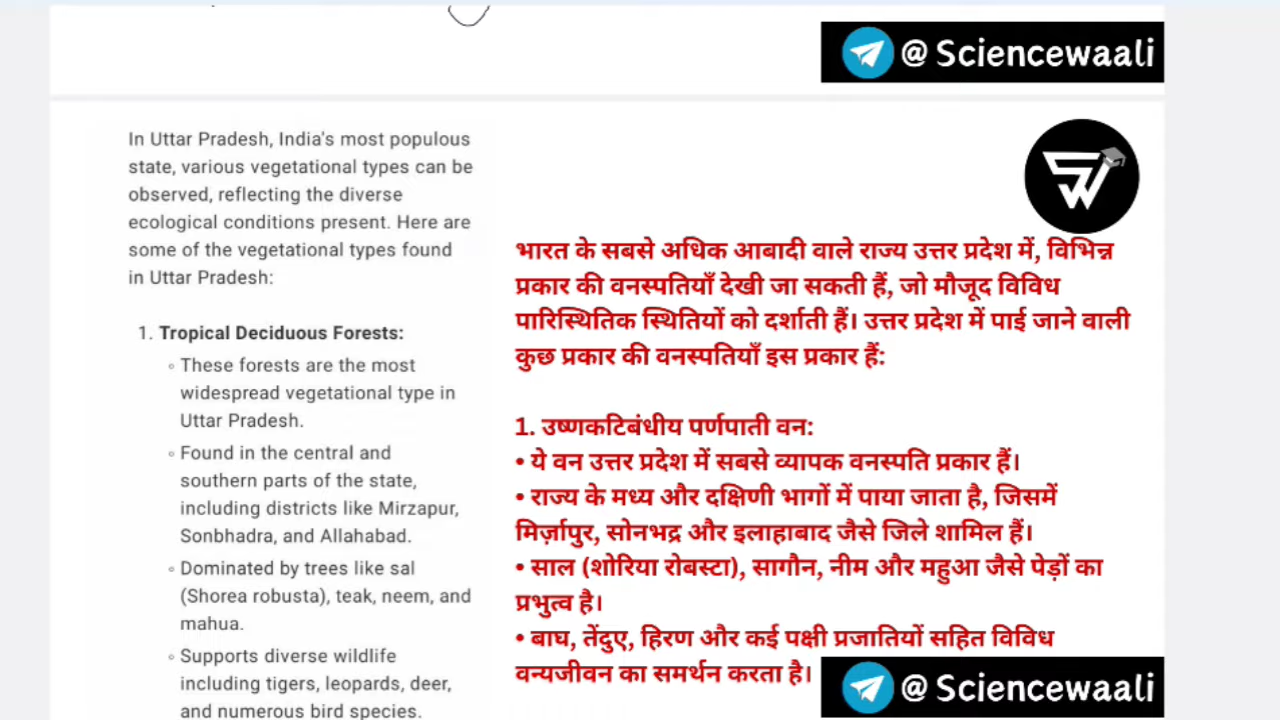 @ Sciencewaali
In Uttar Pradesh, India's most populous
state, various vegetational types can be
observed, reflecting the diverse
ecological conditions present. Here are
some of the vegetational types found
in Uttar Pradesh:
1. Tropical Deciduous Forests:
◦ These forests are the most
widespread vegetational type in
Uttar Pradesh.
◦ Found in the central and
southern parts of the state,
including districts like Mirzapur,
Sonbhadra, and Allahabad.
◦ Dominated by trees like sal
(Shorea robusta), teak, neem, and
mahua.
◦ Supports diverse wildlife
including tigers, leopards, deer,
and numerous bird species.
SW
भारत के सबसे अधिक आबादी वाले राज्य उत्तर प्रदेश में, विभिन्न
प्रकार की वनस्पतियाँ देखी जा सकती हैं, जो मौजूद विविध
पारिस्थितिक स्थितियों को दर्शाती हैं। उत्तर प्रदेश में पाई जाने वाली
कुछ प्रकार की वनस्पतियाँ इस प्रकार हैं:
1. उष्णकटिबंधीय पर्णपाती वन:
• ये वन उत्तर प्रदेश में सबसे व्यापक वनस्पति प्रकार हैं।
• राज्य के मध्य और दक्षिणी भागों में पाया जाता है, जिसमें
मिर्ज़ापुर, सोनभद्र और इलाहाबाद जैसे जिले शामिल हैं।
• साल (शोरिया रोबस्टा), सागौन, नीम और महुआ जैसे पेड़ों का
प्रभुत्व है।
• बाघ, तेंदुए, हिरण और कई पक्षी प्रजातियों सहित विविध
वन्यजीवन का समर्थन करता है।
@ Sciencewaali